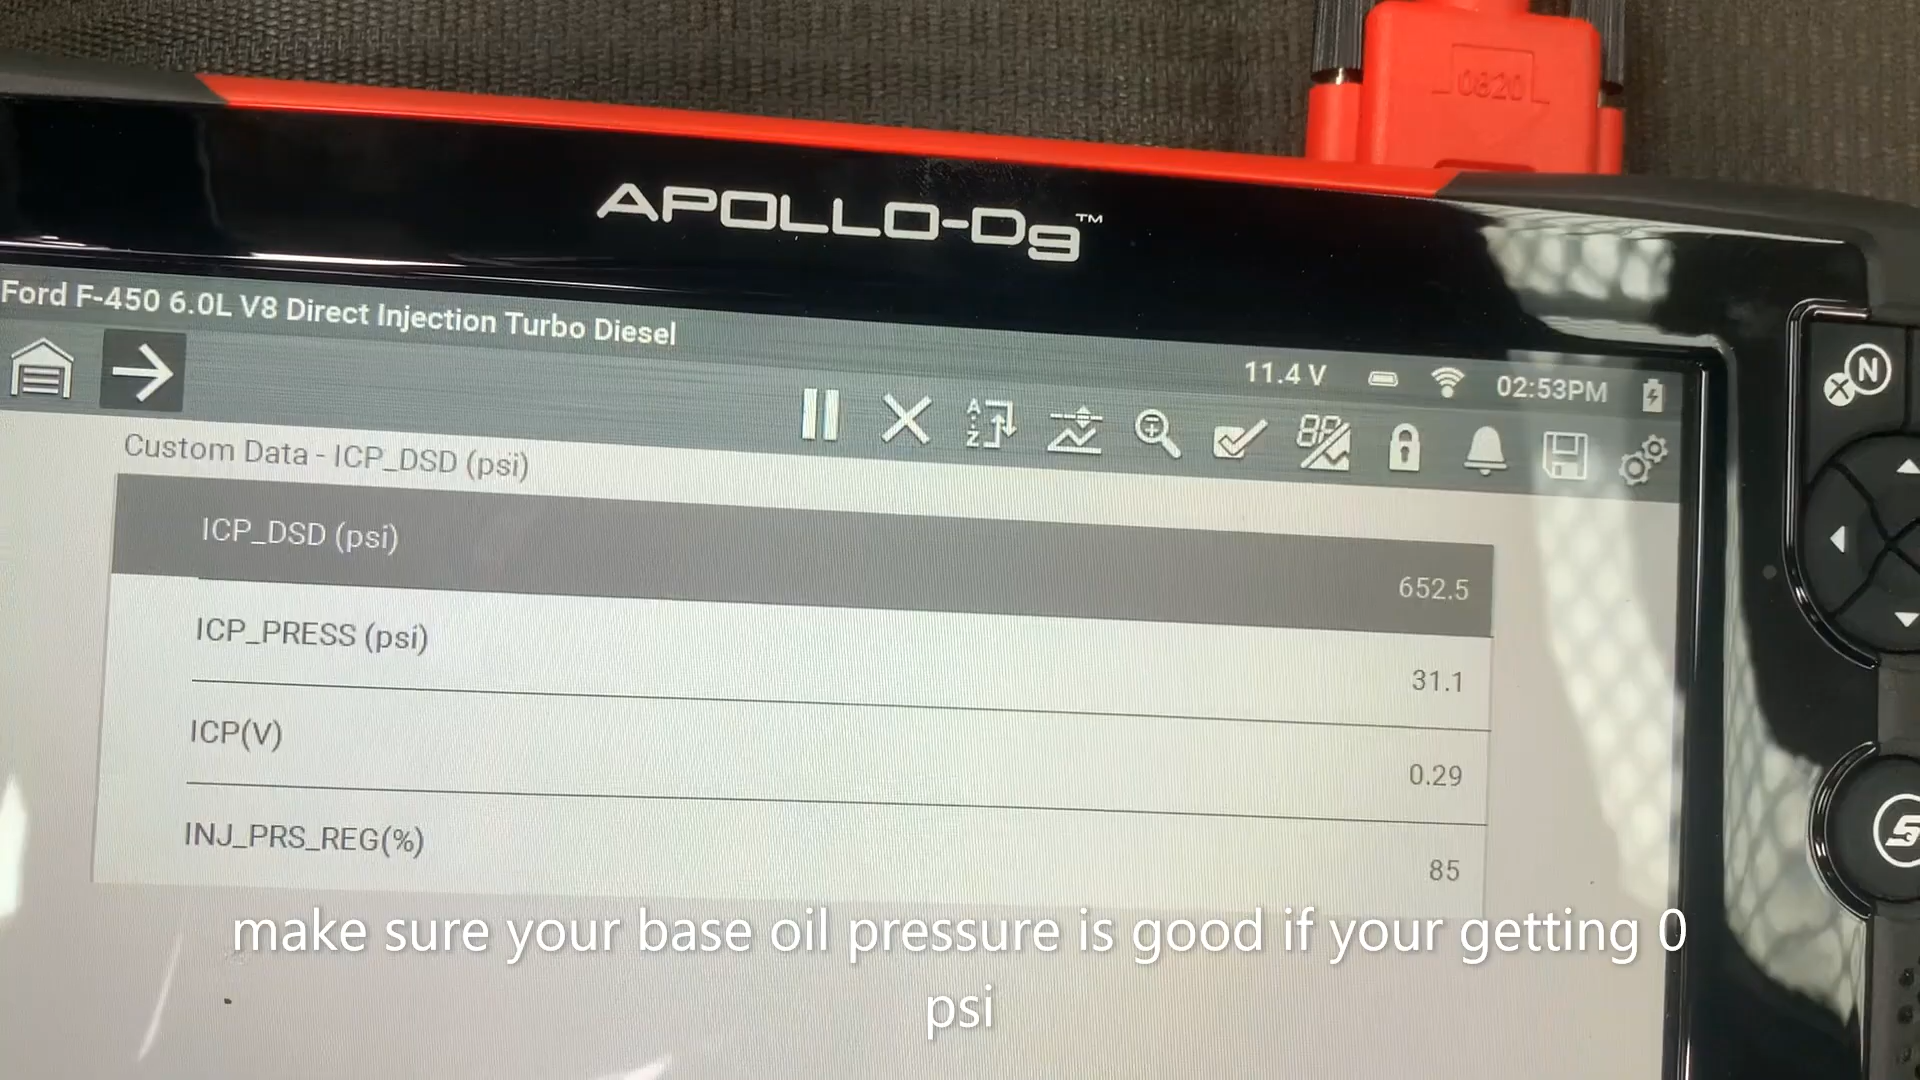 0820
APOLLO-D9™
Ford F-450 6.0L V8 Direct Injection Turbo Diesel
11.4 V
02:53PM
N
A
Z
Custom Data - ICP_DSD (psi)
ICP_DSD (psi)
652.5
ICP_PRESS (psi)
31.1
ICP(V)
0.29
INJ_PRS_REG(%)
85
make sure your base oil pressure is good if your getting 0
psi